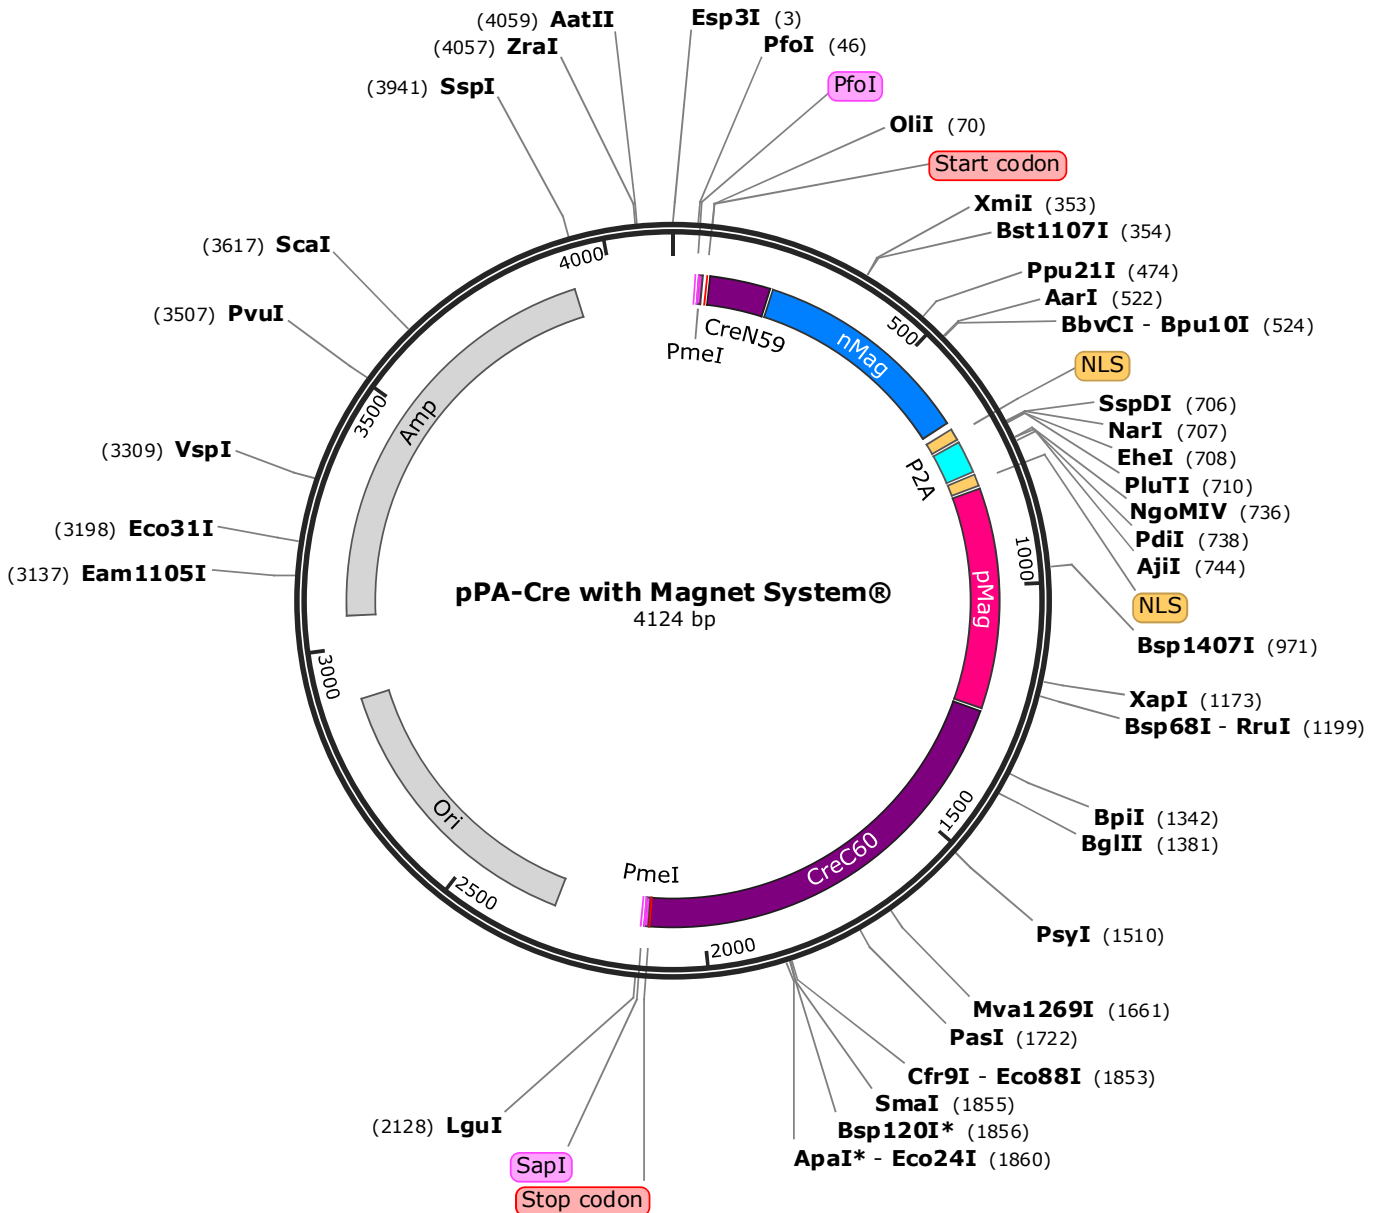 (4059) AatII
Esp3I (3)
(4057) ZraI
PfoI (46)
(3941) SspI
PfoI
OliI (70)
Start codon
XmiI (353)
Bst1107I (354)
(3617) ScaI
Ppu21I (474)
AarI (522)
BbvCI - Bpu10I (524)
(3507) PvuI
NLS
SspDI (706)
NarI (707)
EheI (708)
PluTI (710)
NgoMIV (736)
PdiI (738)
AjiI (744)
(3309) VspI
(3198) Eco31I
(3137) Eam1105I
NLS
Bsp1407I (971)
XapI (1173)
Bsp68I - RruI (1199)
BpiI (1342)
BglII (1381)
PsyI (1510)
Mva1269I (1661)
PasI (1722)
Cfr9I - Eco88I (1853)
SmaI (1855)
Bsp120I* (1856)
ApaI* - Eco24I (1860)
(2128) LguI
SapI
Stop codon
4000
500
1000
1500
2000
2500
3000
3500
PmeI
CreN59
nMag
P2A
pMag
CreC60
PmeI
Ori
Amp
pPA-Cre with Magnet System®
4124 bp